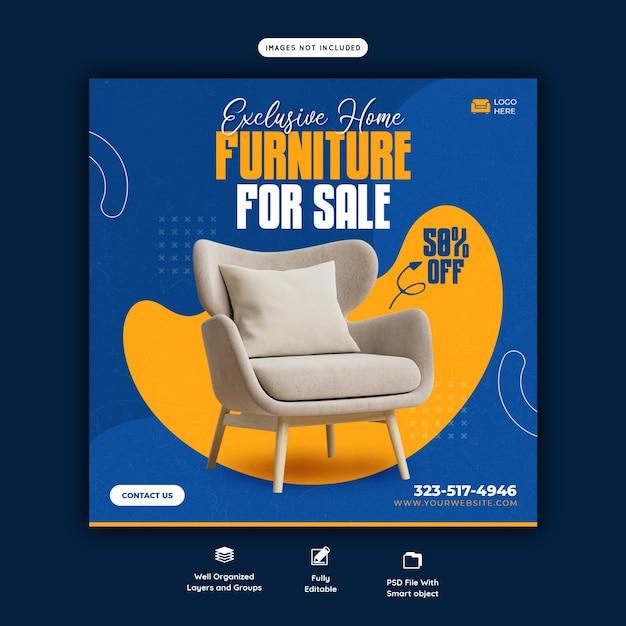 IMAGES NOT INCLUDED
LOGO
HERE
Exclusive Home
FURNITURE
FOR SALE
50%
OFF
CONTACT US
323-517-4946
WWW.YOURWEBSITE.COM
Well Organized
Layers and Groups
Fully
Editable
PSD File With
Smart object